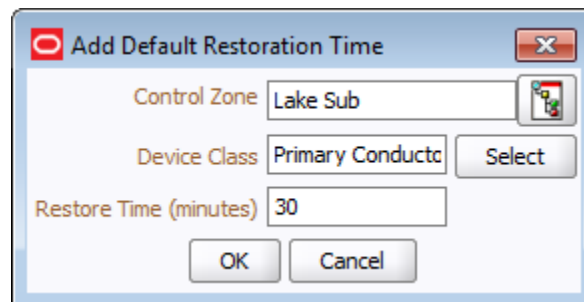 Add Default Restoration Time
Control Zone Lake Sub
Device Class Primary Conducto Select
Restore Time (minutes) 30
OK Cancel